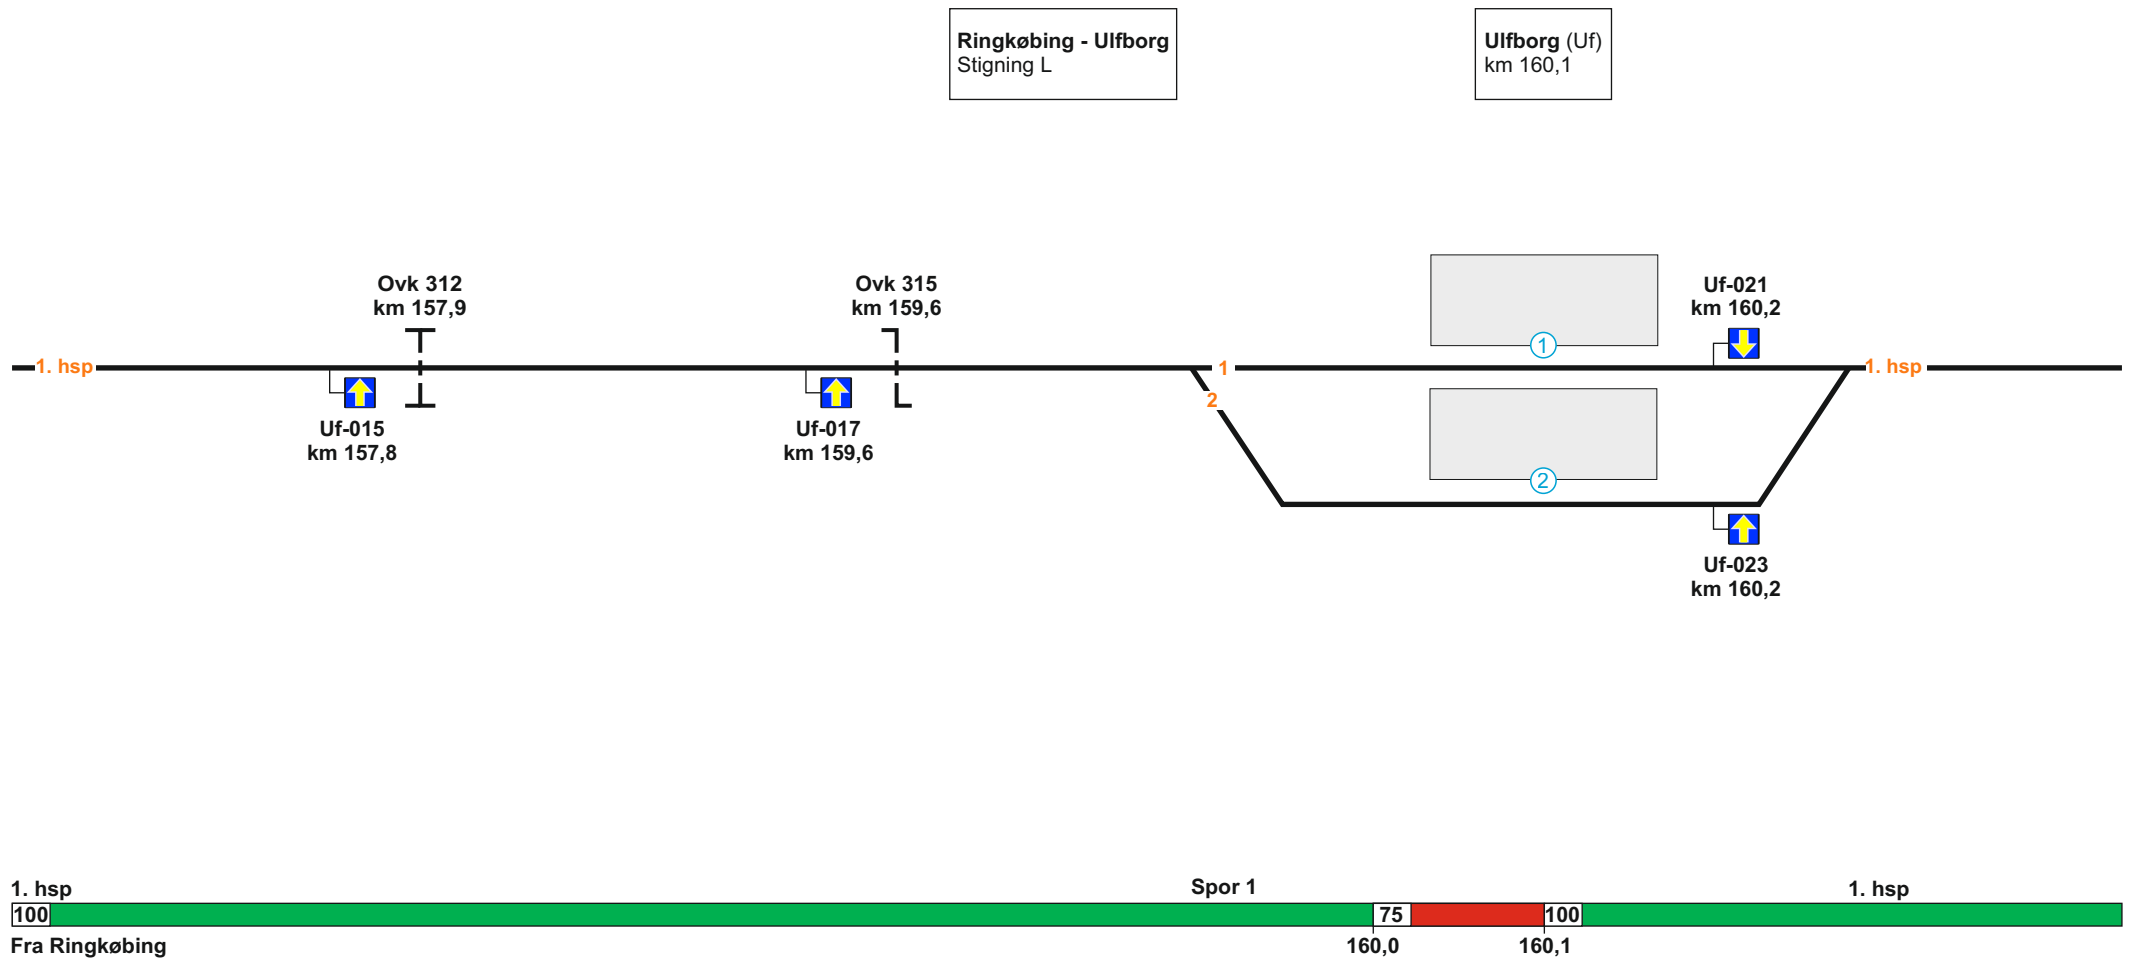 Ringkøbing - Ulfborg
Stigning L
Ulfborg (Uf)
km 160,1
Ovk 312
km 157,9
Ovk 315
km 159,6
Uf-021
km 160,2
1
1. hsp
1
1. hsp
2
Uf-015
km 157,8
Uf-017
km 159,6
2
Uf-023
km 160,2
1. hsp
Spor 1
1. hsp
100
75
100
Fra Ringkøbing
160,0
160,1